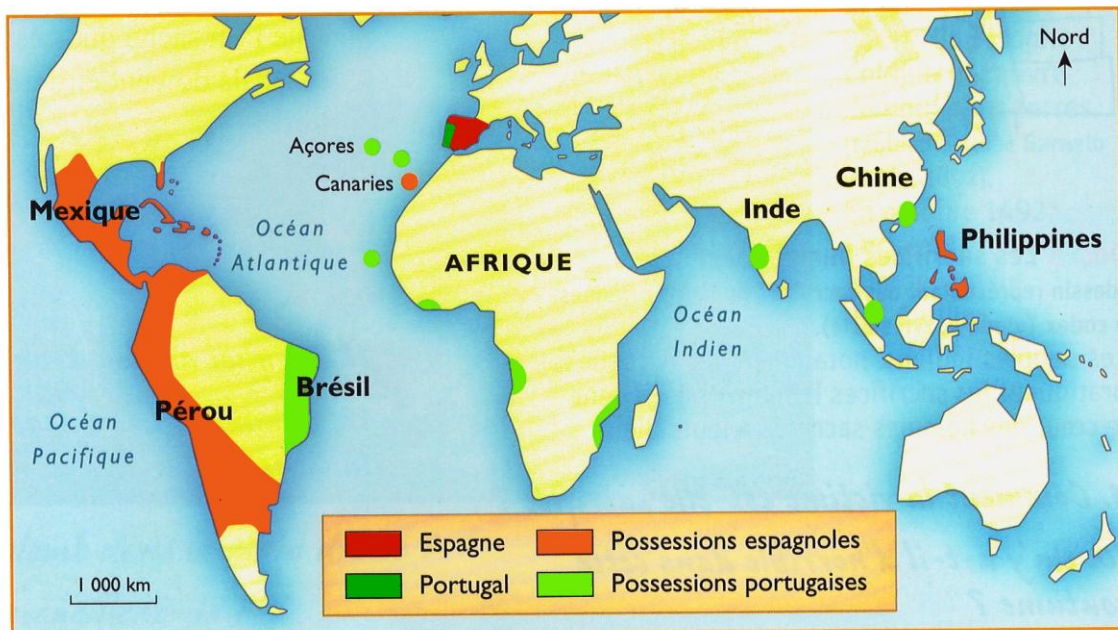 Nord
Açores
Canaries
Mexique
Océan
Atlantique
AFRIQUE
Inde
Chine
Philippines
Océan
Indien
Brésil
Pérou
Océan
Pacifique
Espagne
Possessions espagnoles
Portugal
Possessions portugaises
1 000 km